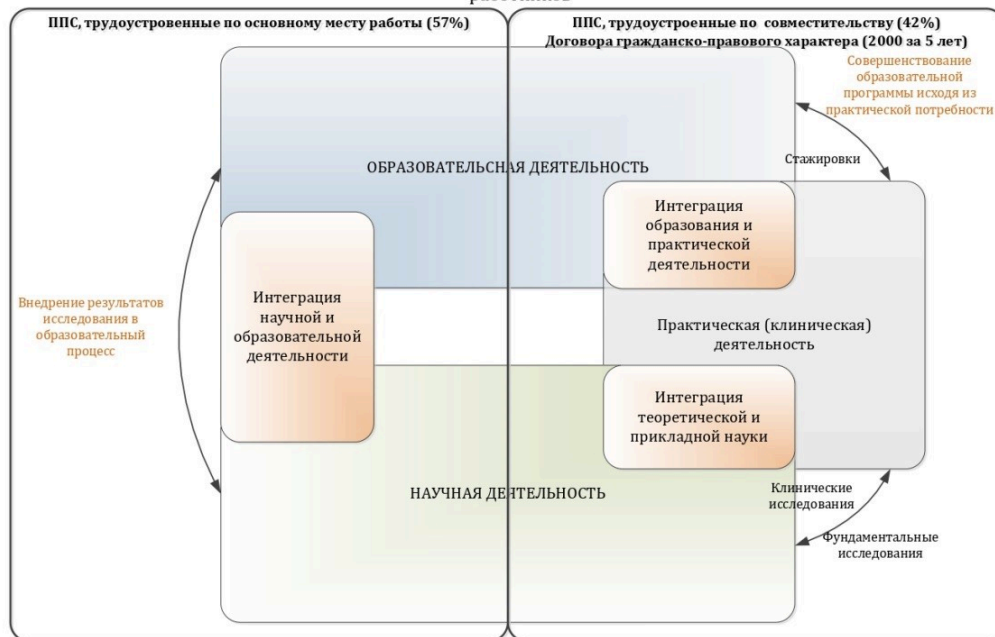 ППС, трудоустровенные по основному месту работы (57%)
ППС, трудоустроенные по совместительству (42%)
Договора гражданско-правового характера (2000 за 5 лет)
Совершенствование
образовательной
программы исходя из
практической потребности
Стажировки
ОБРАЗОВАТЕЛЬСНАЯ ДЕЯТЕЛЬНОСТЬ
Интеграция
образования и
практической
деятельности
Внедрение результатов
исследования в
образовательный
процесс
Интеграция
научной и
образовательной
деятельности
Практическая (клиническая)
деятельность
Интеграция
теоретической и
прикладной науки
НАУЧНАЯ ДЕЯТЕЛЬНОСТЬ
Клинические
исследования
Фундаментальные
исследования